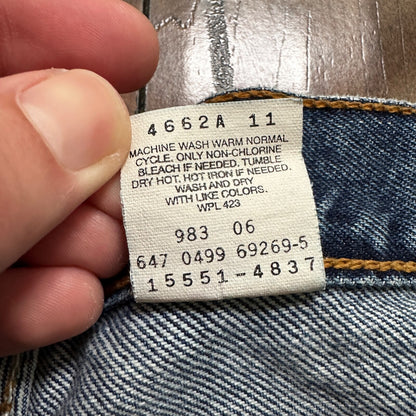 4662A 11
MACHINE WASH WARM NORMAL
CYCLE. ONLY NON-CHLORINE
BLEACH IF NEEDED. TUMBLE
DRY HOT. HOT IRON IF NEEDED.
WASH AND DRY
WITH LIKE COLORS.
WPL 423
983 06
647 0499 69269-5
15551-4837